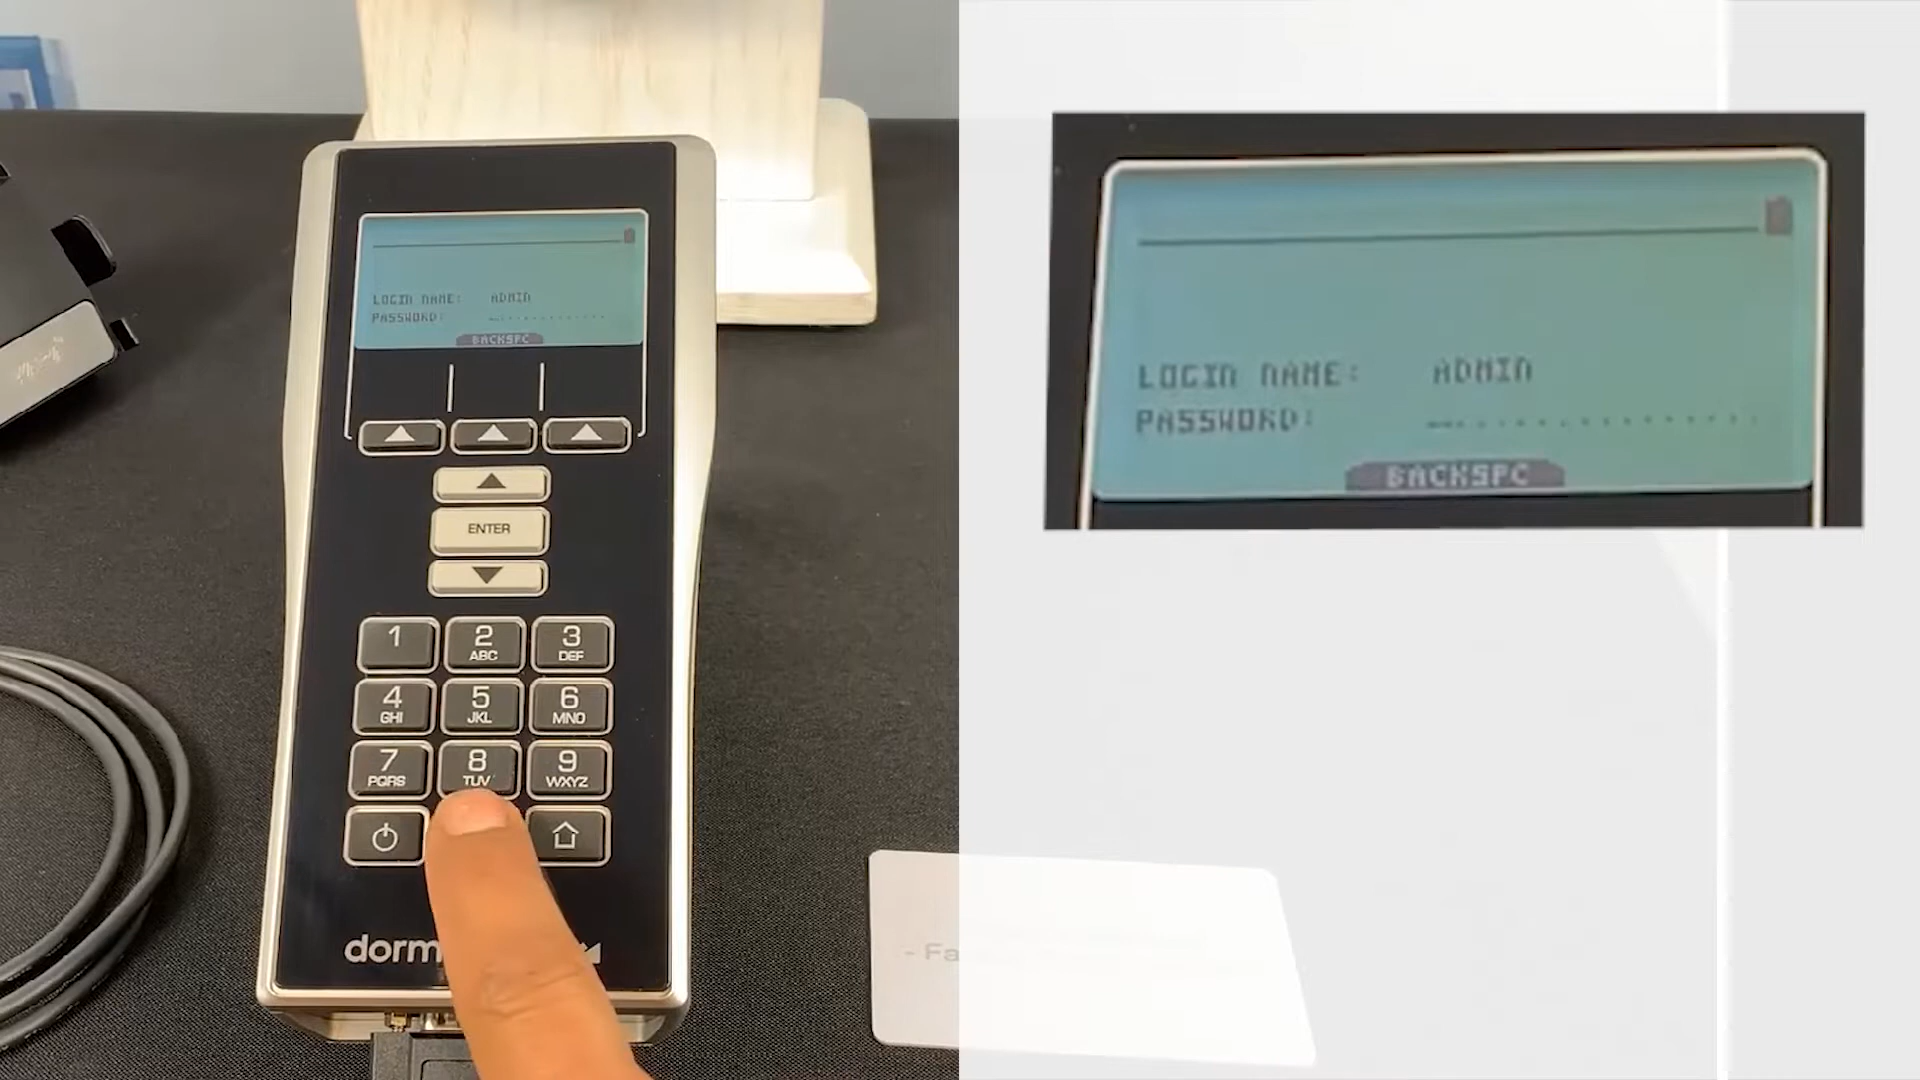 LOGIN NAME: ADMIN
PASSWORD:
BACKSPC
ENTER
1
2
ABC
3
DEF
4
GHI
5
JKL
6
MNO
7
PQRS
8
TUV
9
WXYZ
dorm
- Fa
LOGIN NAME: ADMIN
PASSWORD:
BACKSPC